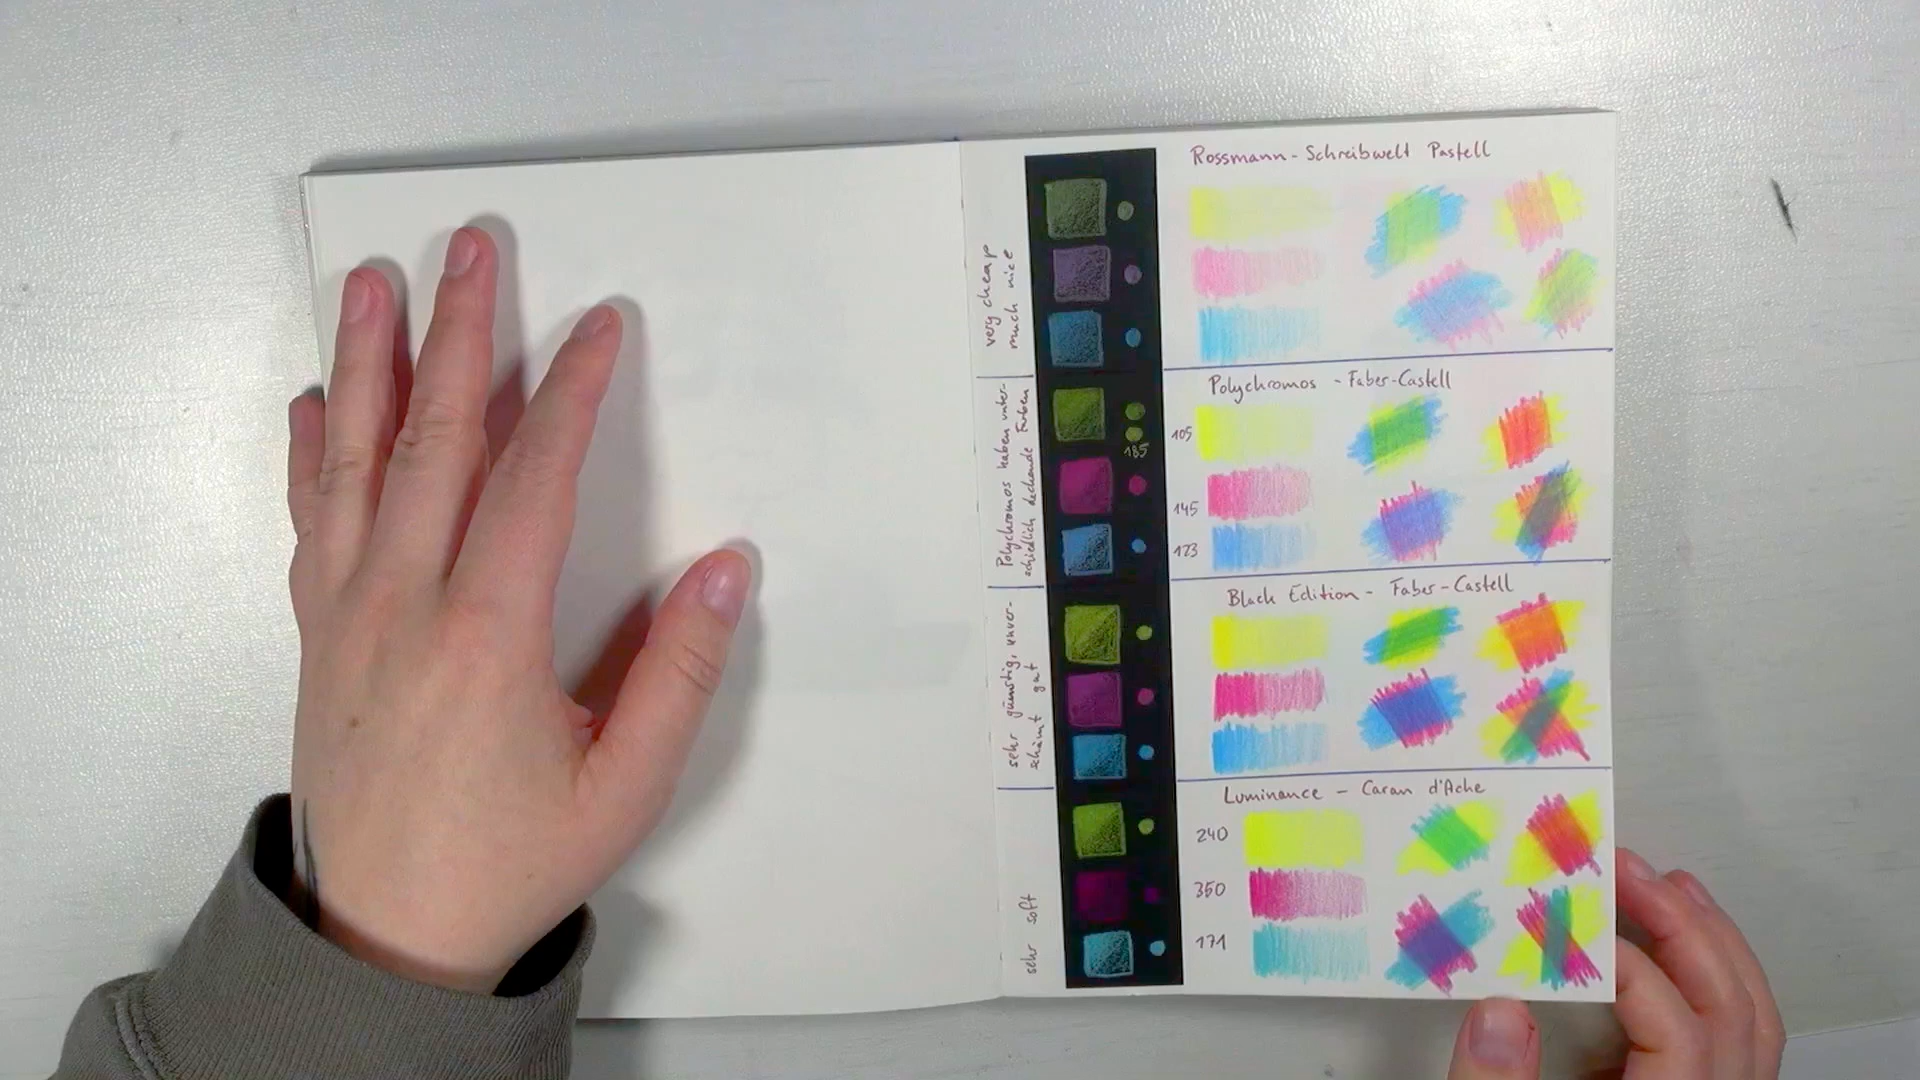 Rossmann - Schreibwelt Pastell
very cheap
much nice
Polychromos - Faber-Castell
105
145
123
185
Polychromos haben unter-
schiedlich deckende Farben
Black Edition - Faber-Castell
sehr günstig, unver-
schämt gut
Luminance - Caran d'Ache
240
350
171
sehr soft